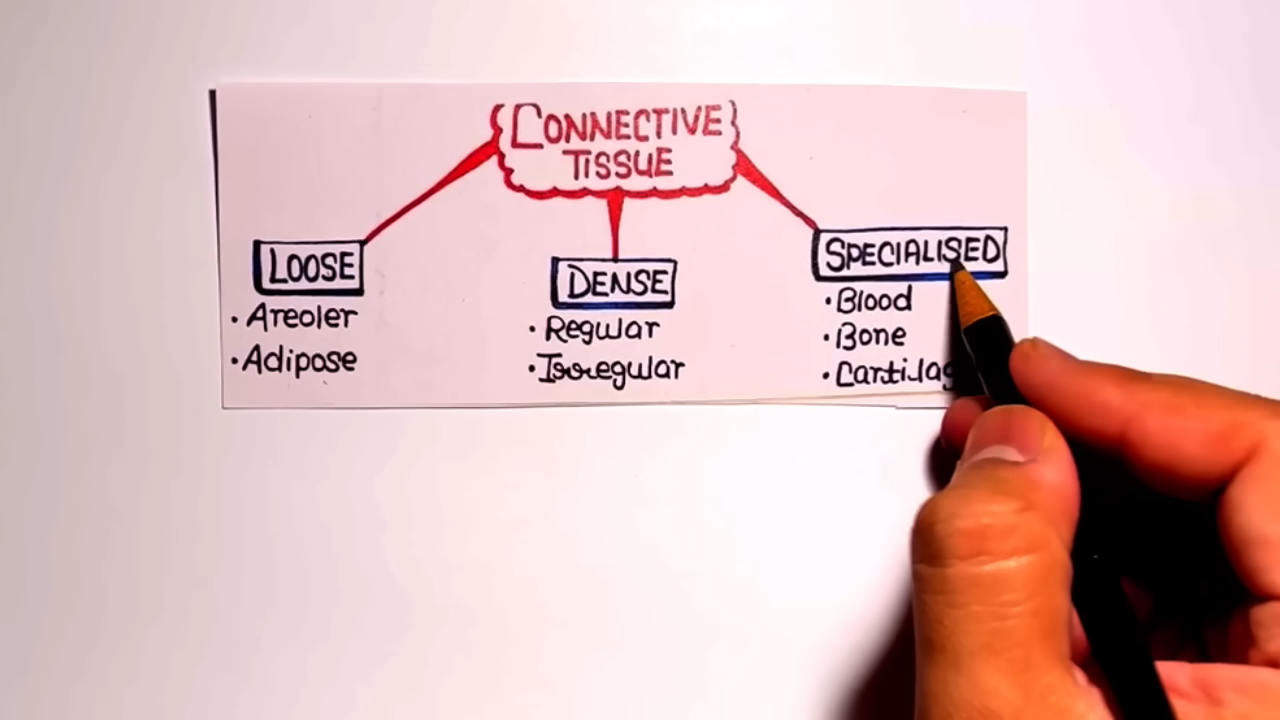 CONNECTIVE
TISSUE
LOOSE
• Areoler
• Adipose
DENSE
• Regular
• Irregular
SPECIALISED
• Blood
• Bone